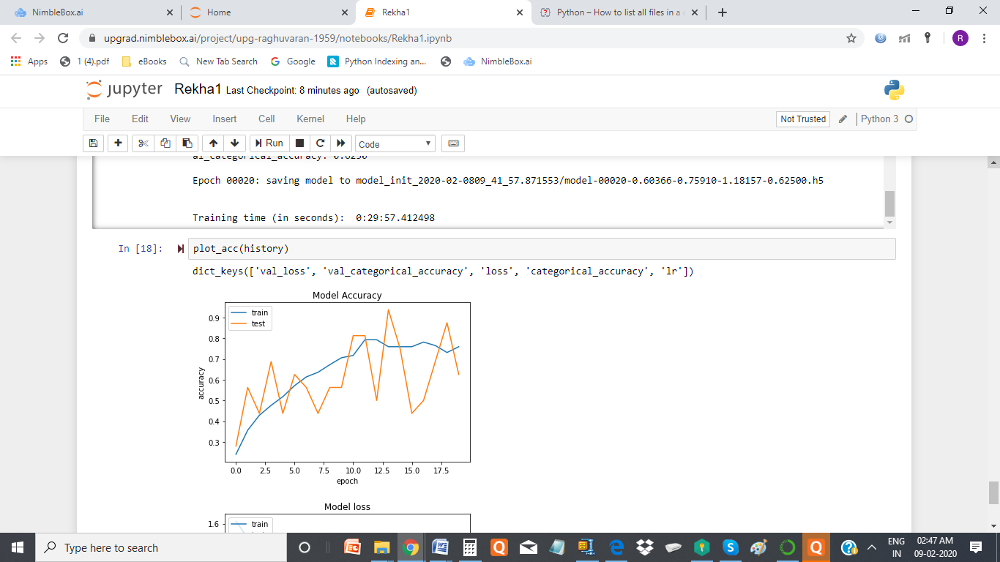 NimbleBox.ai
Home
Rekha1
Python – How to list all files in a
upgrad.nimblebox.ai/project/upg-raghuvaran-1959/notebooks/Rekha1.ipynb
R
Apps
1 (4).pdf
eBooks
New Tab Search
Google
Python Indexing an...
NimbleBox.ai
jupyter Rekha1 Last Checkpoint: 8 minutes ago (autosaved)
File Edit View Insert Cell Kernel Help
Not Trusted
Python 3
Run
Code
al_categorical_accuracy: 0.6250
Epoch 00020: saving model to model_init_2020-02-0809_41_57.871553/model-00020-0.60366-0.75910-1.18157-0.62500.h5
Training time (in seconds): 0:29:57.412498
In [18]: plot_acc(history)
dict_keys(['val_loss', 'val_categorical_accuracy', 'loss', 'categorical_accuracy', 'lr'])
Model Accuracy
train
test
0.9
0.8
0.7
0.6
0.5
0.4
0.3
accuracy
0.0 2.5 5.0 7.5 10.0 12.5 15.0 17.5
epoch
Model loss
1.6
train
Type here to search
ENG
IN
02:47 AM
09-02-2020